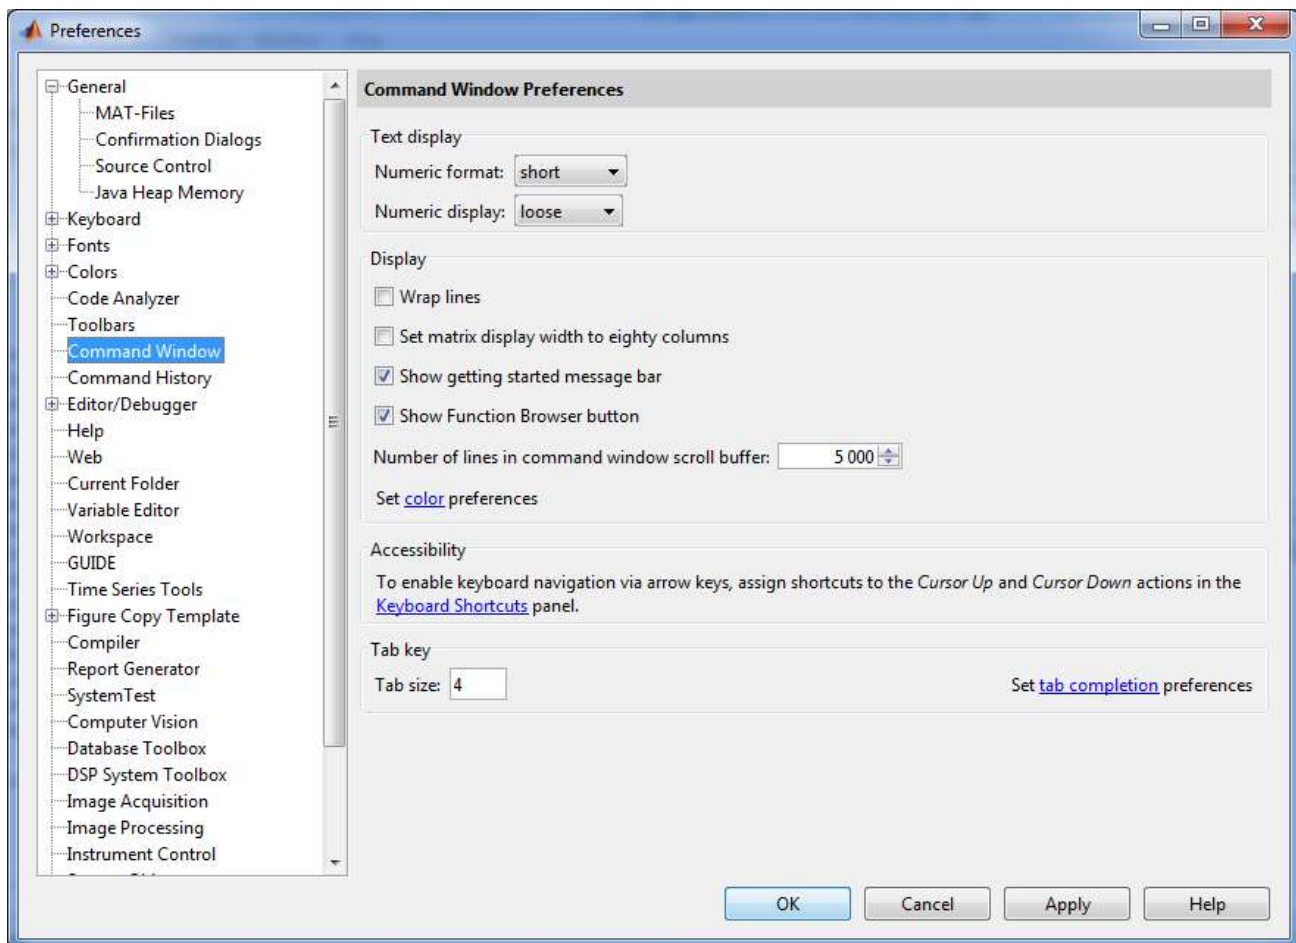 Preferences
General
MAT-Files
Confirmation Dialogs
Source Control
Java Heap Memory
Keyboard
Fonts
Colors
Code Analyzer
Toolbars
Command Window
Command History
Editor/Debugger
Help
Web
Current Folder
Variable Editor
Workspace
GUIDE
Time Series Tools
Figure Copy Template
Compiler
Report Generator
SystemTest
Computer Vision
Database Toolbox
DSP System Toolbox
Image Acquisition
Image Processing
Instrument Control
Command Window Preferences
Text display
Numeric format: short
Numeric display: loose
Display
Wrap lines
Set matrix display width to eighty columns
Show getting started message bar
Show Function Browser button
Number of lines in command window scroll buffer: 5 000
Set color preferences
Accessibility
To enable keyboard navigation via arrow keys, assign shortcuts to the Cursor Up and Cursor Down actions in the
Keyboard Shortcuts panel.
Tab key
Tab size: 4
Set tab completion preferences
OK
Cancel
Apply
Help